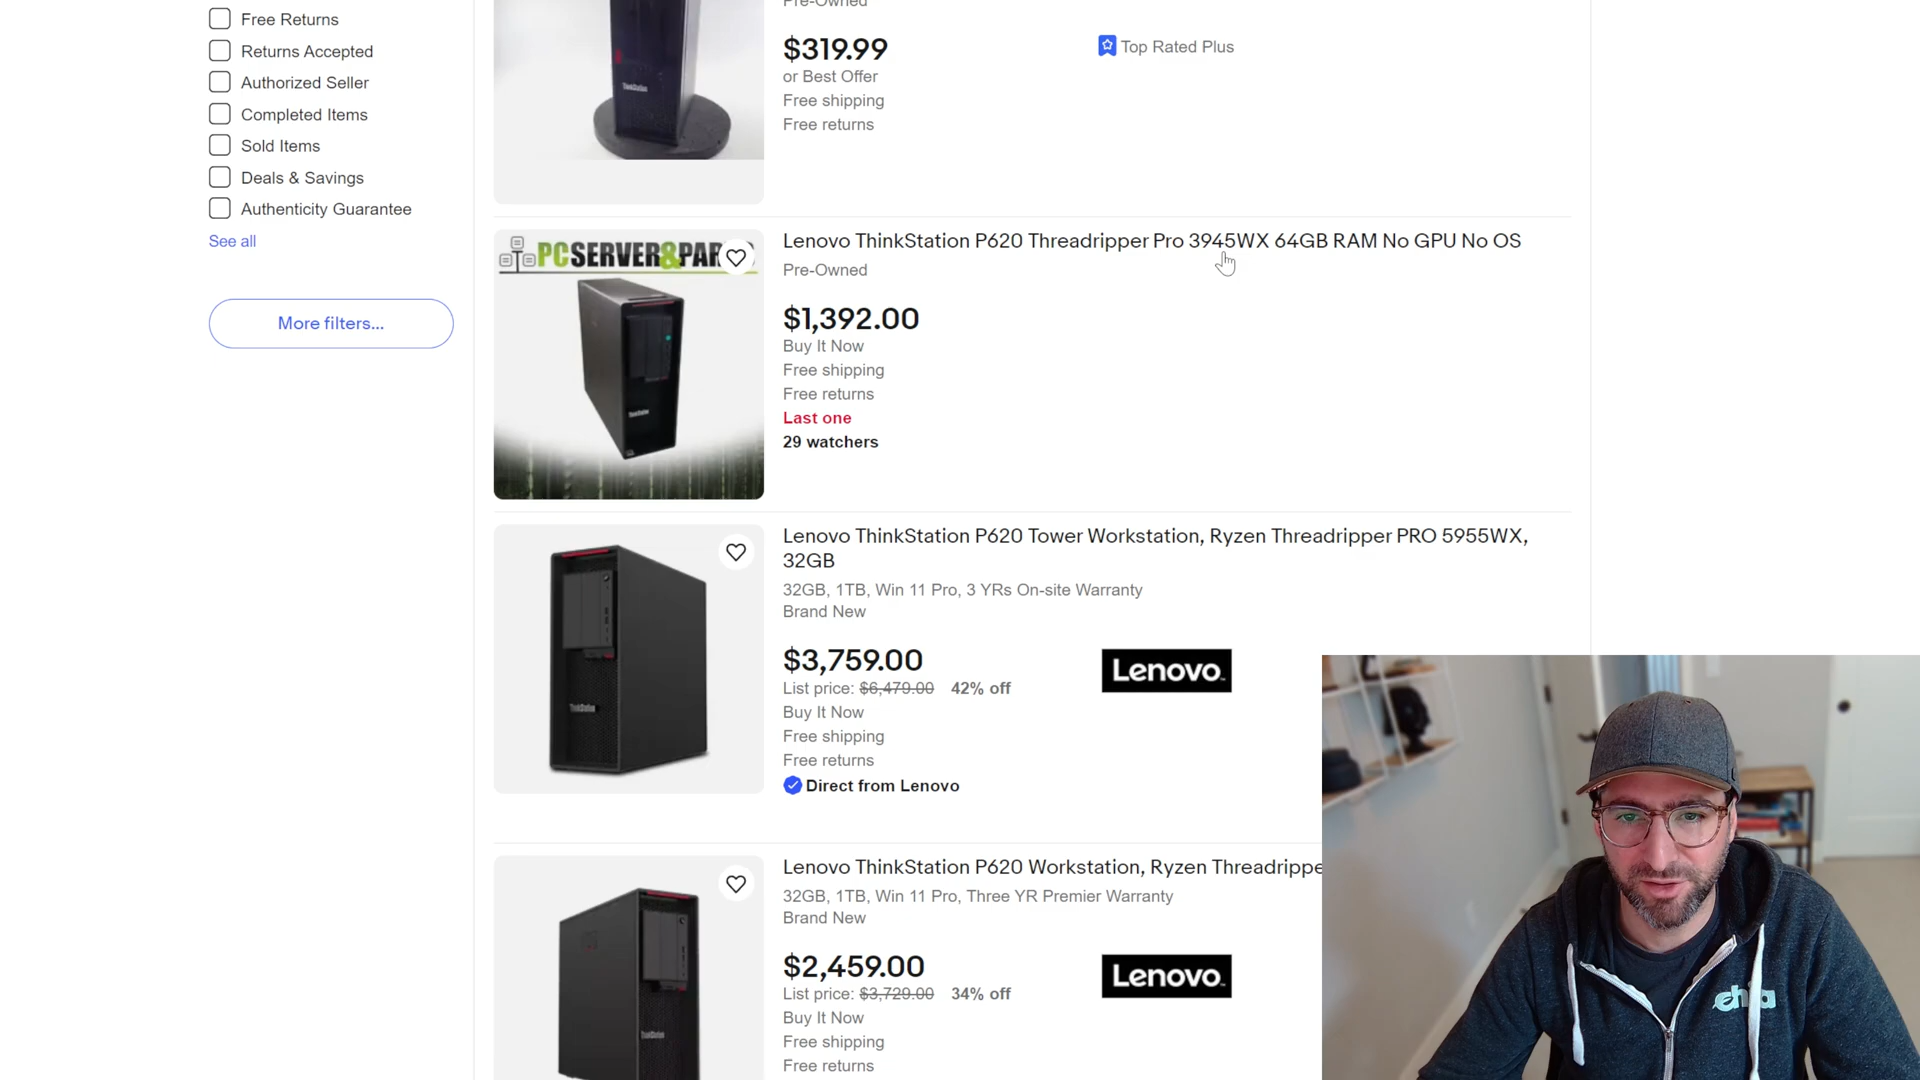 Free Returns
Returns Accepted
Authorized Seller
Completed Items
Sold Items
Deals & Savings
Authenticity Guarantee
See all
More filters...
Pre-Owned
$319.99
or Best Offer
Free shipping
Free returns
Top Rated Plus
ThinkStation
PCSERVER&PAR
Lenovo ThinkStation P620 Threadripper Pro 3945WX 64GB RAM No GPU No OS
Pre-Owned
$1,392.00
Buy It Now
Free shipping
Free returns
Last one
29 watchers
ThinkStation
Lenovo ThinkStation P620 Tower Workstation, Ryzen Threadripper PRO 5955WX,
32GB
32GB, 1TB, Win 11 Pro, 3 YRs On-site Warranty
Brand New
$3,759.00
List price: $6,479.00 42% off
Buy It Now
Free shipping
Free returns
Direct from Lenovo
Lenovo
ThinkStation
Lenovo ThinkStation P620 Workstation, Ryzen Threadrippe
32GB, 1TB, Win 11 Pro, Three YR Premier Warranty
Brand New
$2,459.00
List price: $3,729.00 34% off
Buy It Now
Free shipping
Free returns
Lenovo
ThinkStation
chia